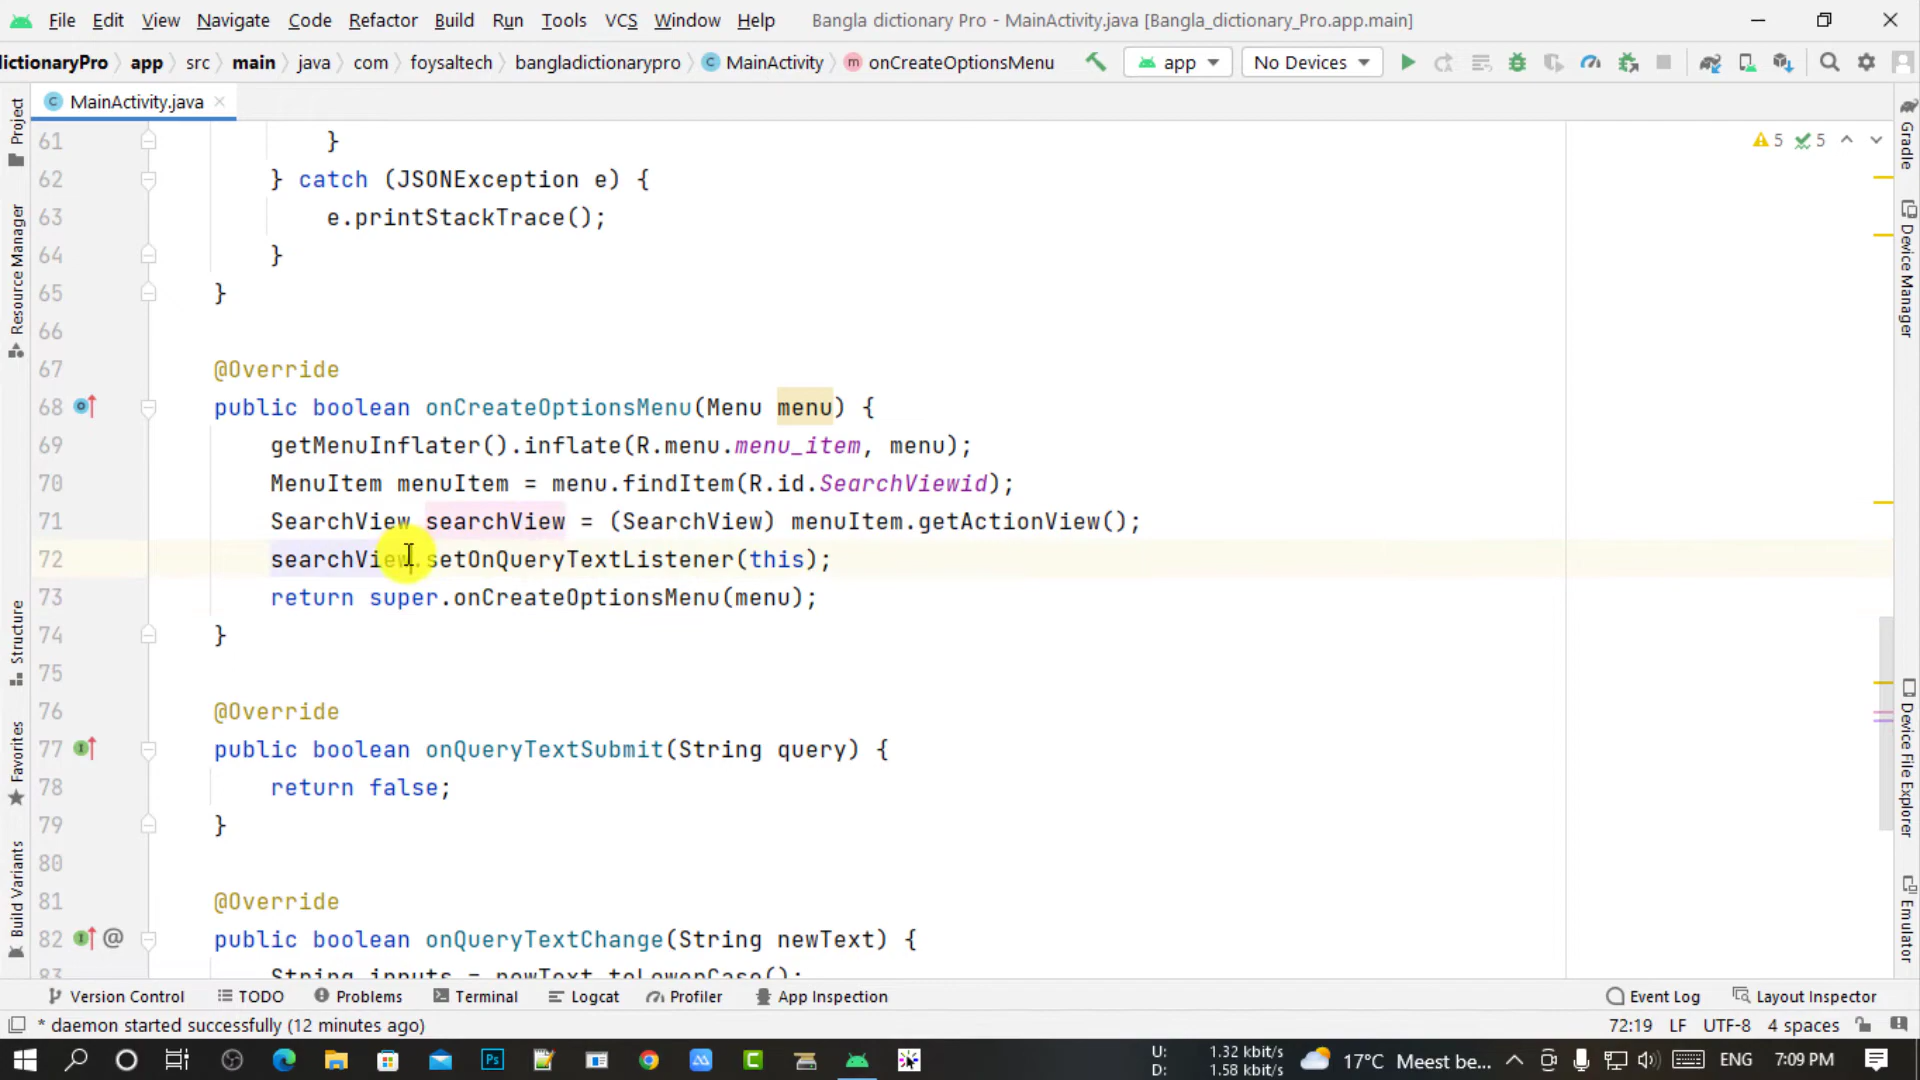 File Edit View Navigate Code Refactor Build Run Tools VCS Window Help Bangla dictionary Pro - MainActivity.java [Bangla_dictionary_Pro.app.main]
dictionaryPro app src main java com foysaltech bangladictionarypro MainActivity onCreateOptionsMenu app No Devices
MainActivity.java
Project
Resource Manager
Structure
Favorites
Build Variants
5 5
61 }
62 } catch (JSONException e) {
63 e.printStackTrace();
64 }
65 }
66
67 @Override
68 public boolean onCreateOptionsMenu(Menu menu) {
69 getMenuInflater().inflate(R.menu.menu_item, menu);
70 MenuItem menuItem = menu.findItem(R.id.SearchViewid);
71 SearchView searchView = (SearchView) menuItem.getActionView();
72 searchView.setOnQueryTextListener(this);
73 return super.onCreateOptionsMenu(menu);
74 }
75
76 @Override
77 public boolean onQueryTextSubmit(String query) {
78 return false;
79 }
80
81 @Override
82 public boolean onQueryTextChange(String newText) {
83 String inputs = newText.toLowerCase();
Gradle
Device Manager
Device File Explorer
Emulator
Version Control TODO Problems Terminal Logcat Profiler App Inspection Event Log Layout Inspector
* daemon started successfully (12 minutes ago) 72:19 LF UTF-8 4 spaces
U: 1.32 kbit/s
D: 1.58 kbit/s
17°C Meest be... ENG 7:09 PM